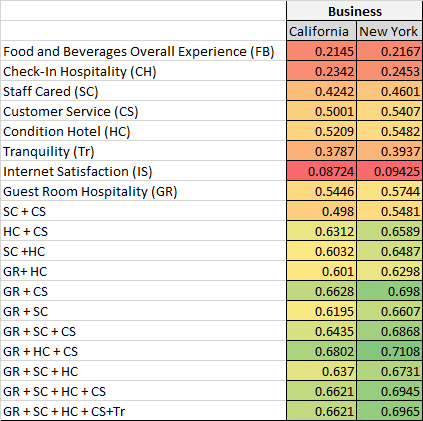 Business
California New York
Food and Beverages Overall Experience (FB) 0.2145 0.2167
Check-In Hospitality (CH) 0.2342 0.2453
Staff Cared (SC) 0.4242 0.4601
Customer Service (CS) 0.5001 0.5407
Condition Hotel (HC) 0.5209 0.5482
Tranquility (Tr) 0.3787 0.3937
Internet Satisfaction (IS) 0.08724 0.09425
Guest Room Hospitality (GR) 0.5446 0.5744
SC + CS 0.498 0.5481
HC + CS 0.6312 0.6589
SC +HC 0.6032 0.6487
GR+ HC 0.601 0.6298
GR + CS 0.6628 0.698
GR + SC 0.6195 0.6607
GR + SC + CS 0.6435 0.6868
GR + HC + CS 0.6802 0.7108
GR + SC + HC 0.637 0.6731
GR + SC + HC + CS 0.6621 0.6945
GR + SC + HC + CS+Tr 0.6621 0.6965